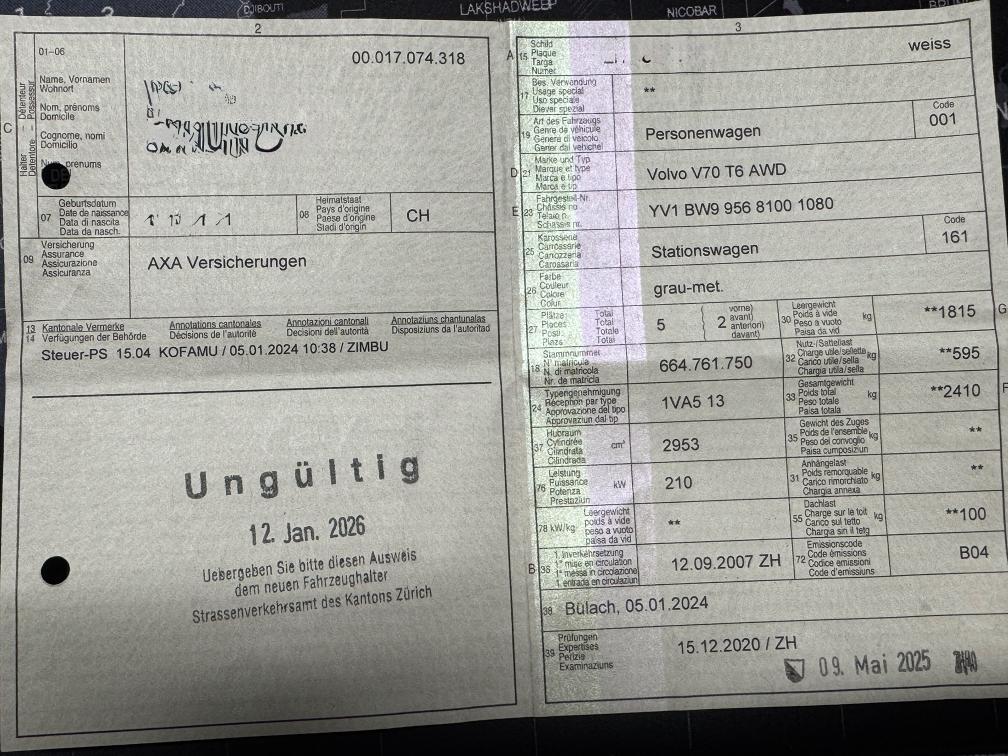 DJIBOUTI
LAKSHADWEEP
NICOBAR
2
01-06
00.017.074.318
Name, Vornamen
Wohnort
Nom, prénoms
Domicile
Cognome, nomi
Domicilio
prenums
C
Halter Détenteur
Detentore Possessur
07
Geburtsdatum
Date de naissance
Data di nascita
Data da nasch.
08
Heimatstaat
Pays d'origine
Paese d'origine
Stadi d'origin
CH
09
Versicherung
Assurance
Assicurazione
Assicuranza
AXA Versicherungen
13
14
Kantonale Vermerke
Verfügungen der Behörde
Annotations cantonales
Décisions de l'autorité
Annotazioni cantonali
Decisioni dell'autorità
Annotaziuns chantunalas
Disposiziuns da l'autoritad
Steuer-PS 15.04 KOFAMU / 05.01.2024 10:38 / ZIMBU
Ungültig
12. Jan. 2026
Uebergeben Sie bitte diesen Ausweis
dem neuen Fahrzeughalter
Strassenverkehrsamt des Kantons Zürich
3
A
15
Schild
Plaque
Targa
Numer
weiss
17
Bes. Verwendung
Usage spécial
Uso speciale
Diever spezial
**
19
Art des Fahrzeugs
Genre de véhicule
Genere di veicolo
Gener dal vehichel
Personenwagen
Code
001
D
21
Marke und Typ
Marque et type
Marca e tipo
Marca e tip
Volvo V70 T6 AWD
E
23
Fahrgestell-Nr.
Châssis no
Telaio n.
Schassis nr.
YV1 BW9 956 8100 1080
25
Karosserie
Carrosserie
Carrozzeria
Carossaria
Stationswagen
Code
161
26
Farbe
Couleur
Colore
Colur
grau-met.
27
Plätze Total
Places Total
Posti Totale
Plazs Total
5
2
vorne)
avant)
anteriori)
davant)
30
Leergewicht
Poids à vide
Peso a vuoto
Paisa da vid
kg
**1815
G
18
Stammnummer
N° matricule
N. di matricola
Nr. da matricla
664.761.750
32
Nutz-/Sattellast
Charge utile/sellette
Carico utile/sella
Chargia utila/sella
kg
**595
24
Typengenehmigung
Réception par type
Approvazione del tipo
Approvaziun dal tip
1VA5 13
33
Gesamtgewicht
Poids total
Peso totale
Paisa totala
kg
**2410
F
37
Hubraum
Cylindrée
Cilindrata
Cilindrada
cm³
2953
35
Gewicht des Zuges
Poids de l'ensemble
Peso del convoglio
Paisa cumposiziun
kg
**
76
Leistung
Puissance
Potenza
Prestaziun
kW
210
31
Anhängelast
Poids remorquable
Carico rimorchiato
Chargia annexa
kg
**
78 kW/kg
Leergewicht
poids à vide
peso a vuoto
paisa da vid
**
55
Dachlast
Charge sur le toit
Carico sul tetto
Chargia sin il tetg
kg
**100
B
36
1. Inverkehrsetzung
1re mise en circulation
1a messa in circolazione
1. entrada en circulaziun
12.09.2007 ZH
72
Emissionscode
Code émissions
Codice emissioni
Code d'emissiuns
B04
38
Bülach, 05.01.2024
39
Prüfungen
Expertises
Perizie
Examinaziuns
15.12.2020 / ZH
09. Mai 2025